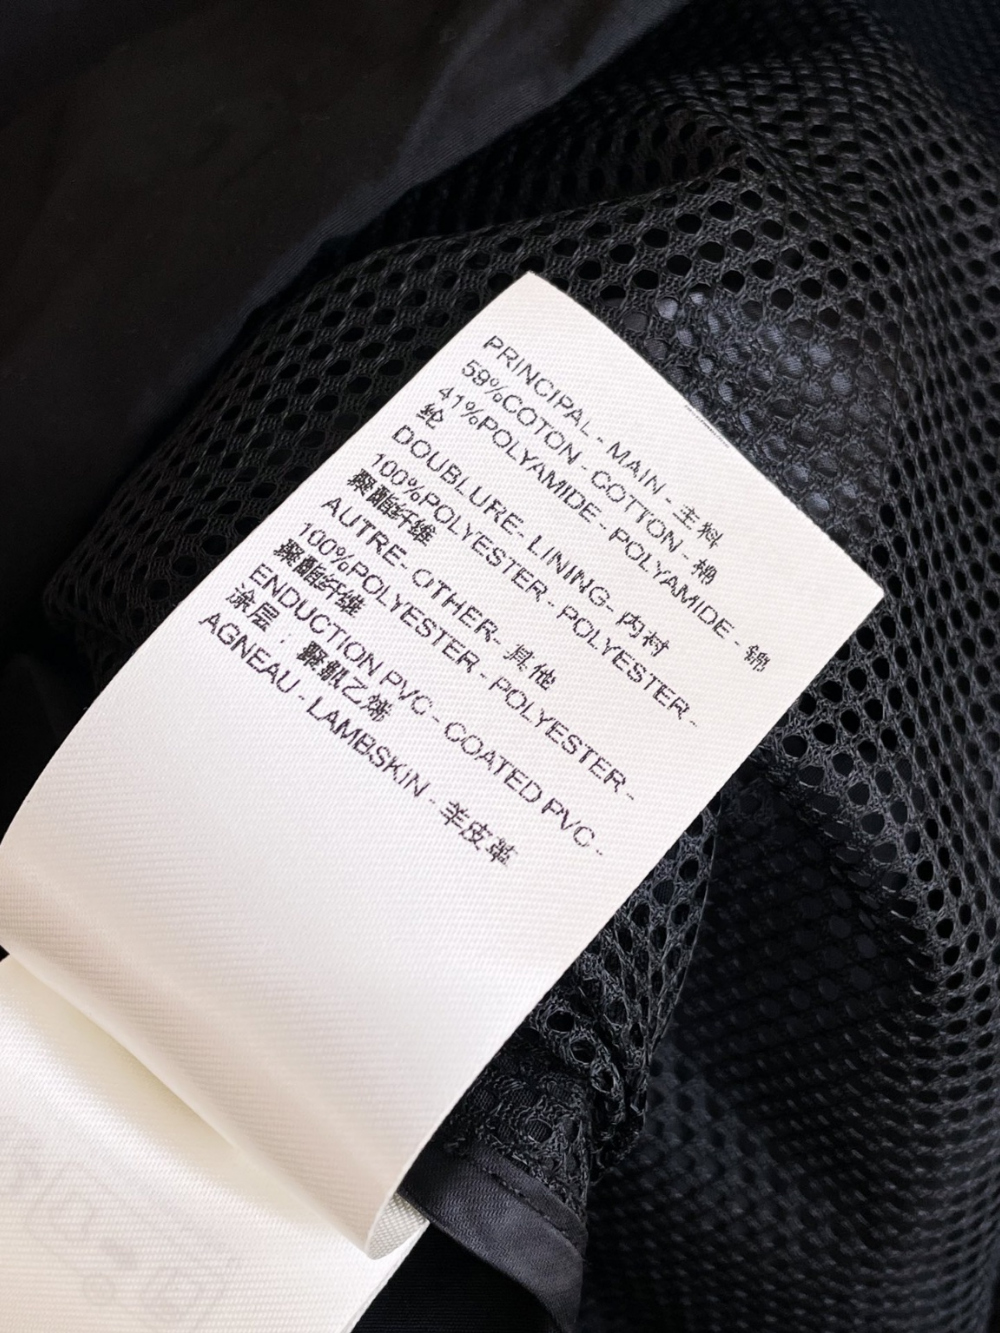 PRINCIPAL - MAIN - 主料
59%COTON - COTTON - 棉
41%POLYAMIDE - POLYAMIDE - 锦
纶
DOUBLURE- LINING- 内衬
100%POLYESTER - POLYESTER -
聚酯纤维
AUTRE- OTHER- 其他
100%POLYESTER - POLYESTER -
聚酯纤维
ENDUCTION PVC - COATED PVC -
涂层：聚氯乙烯
AGNEAU - LAMBSKIN - 羊皮革